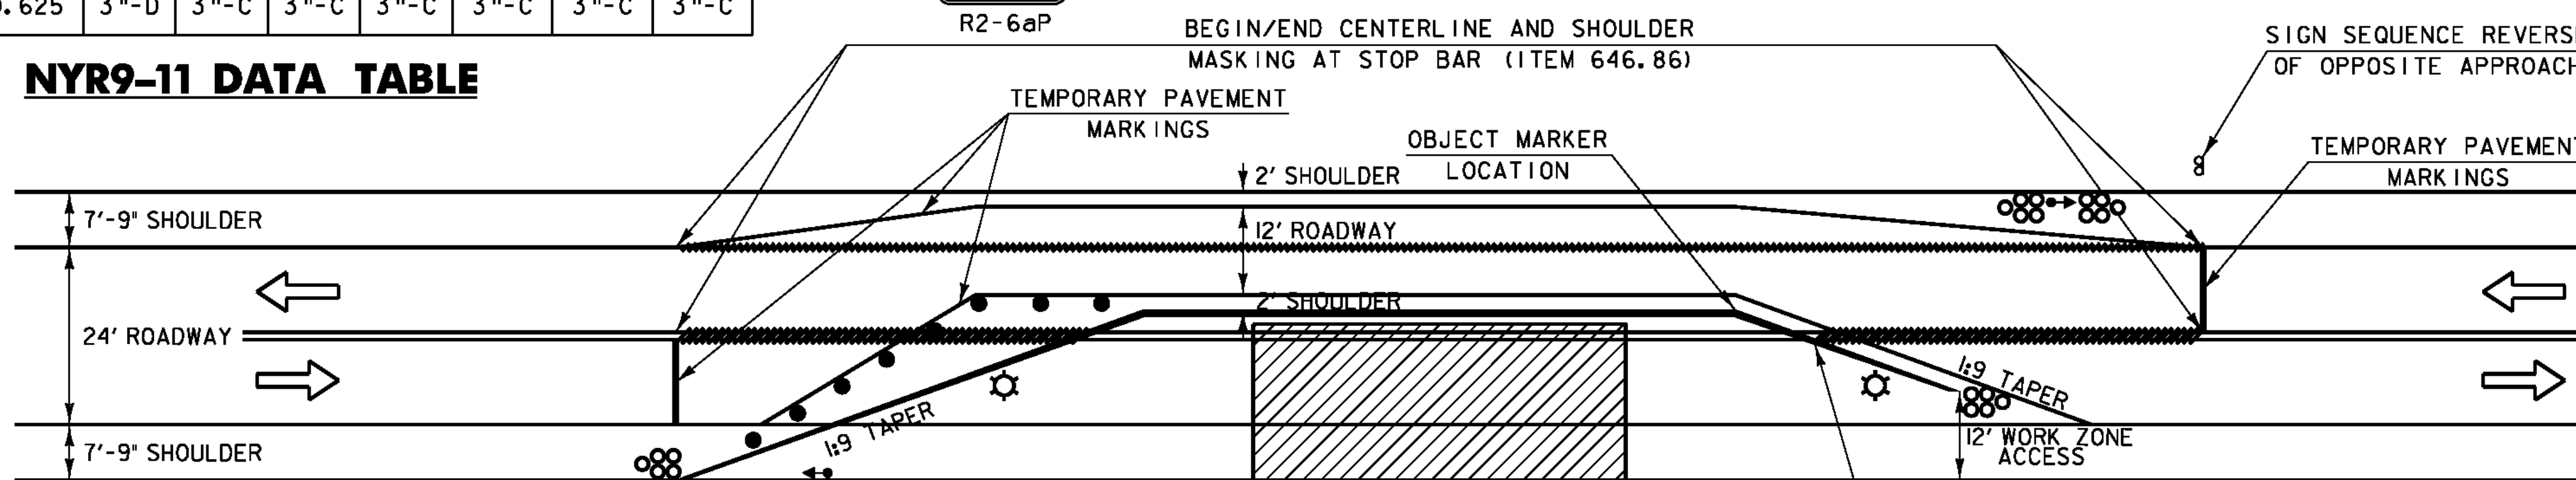 .625 3"-D 3"-C 3"-C 3"-C 3"-C 3"-C 3"-C
R2-6aP
NYR9-11 DATA TABLE
BEGIN/END CENTERLINE AND SHOULDER
MASKING AT STOP BAR (ITEM 646.86)
SIGN SEQUENCE REVERS
OF OPPOSITE APPROACH
TEMPORARY PAVEMENT
MARKINGS
OBJECT MARKER
LOCATION
TEMPORARY PAVEMENT
MARKINGS
2' SHOULDER
7'-9" SHOULDER
12' ROADWAY
2' SHOULDER
24' ROADWAY
1:9 TAPER
1:9 TAPER
12' WORK ZONE
ACCESS
7'-9" SHOULDER